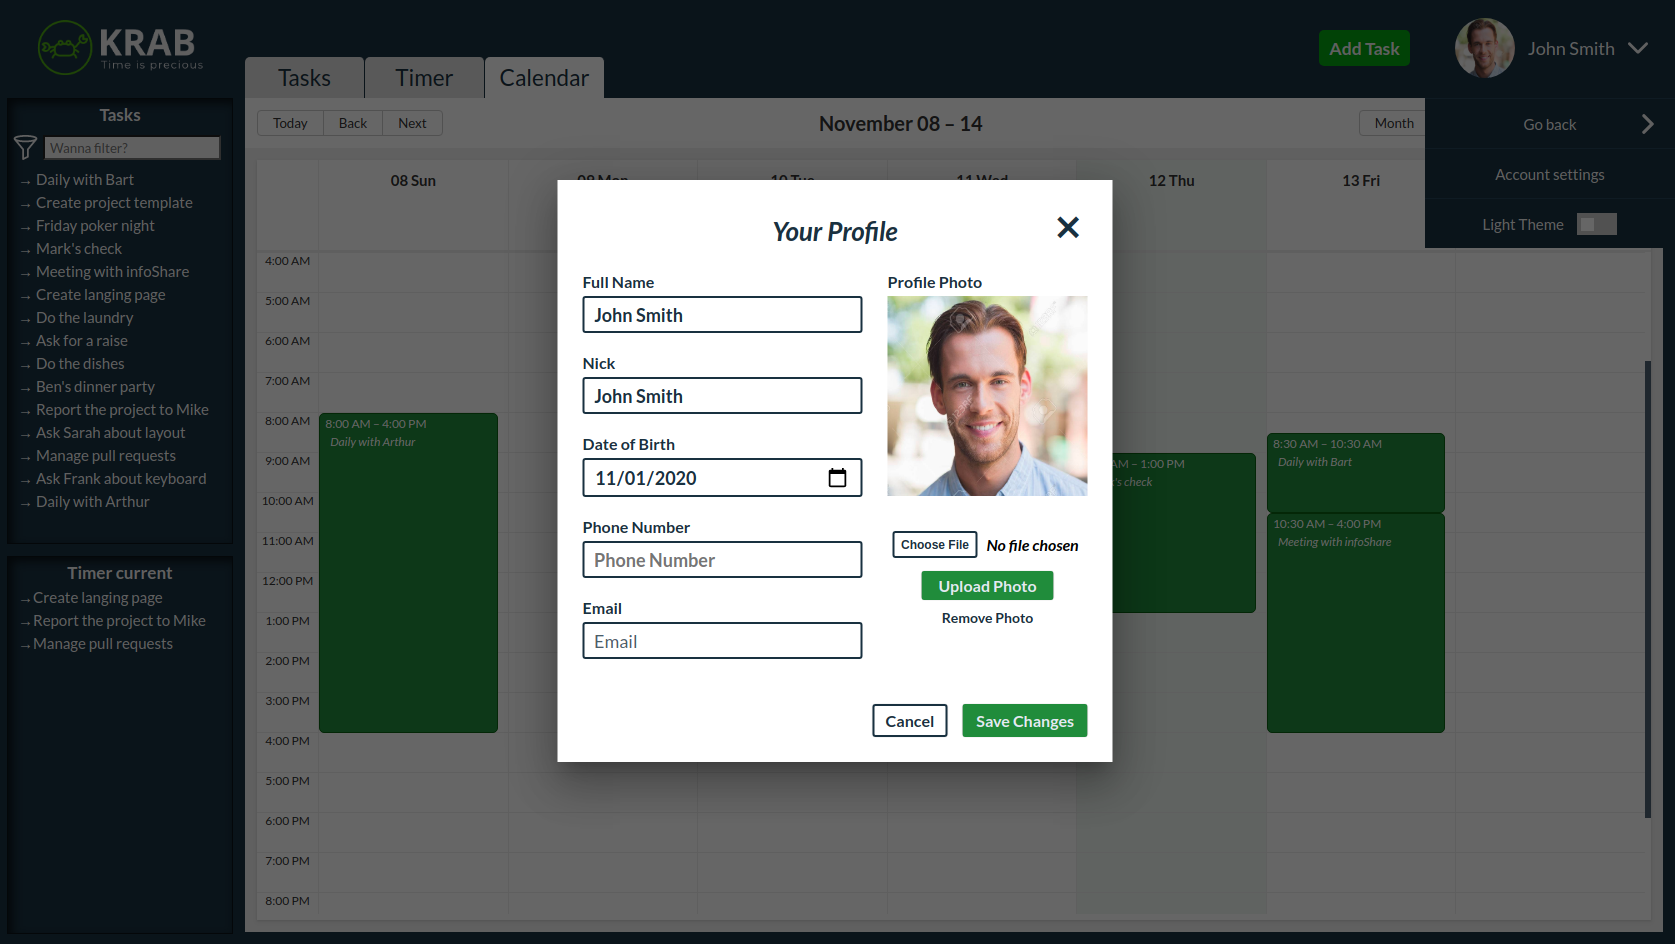 KRAB
Time is precious
Tasks
Timer
Calendar
Add Task
John Smith
Tasks
Wanna filter?
→ Daily with Bart
→ Create project template
→ Friday poker night
→ Mark's check
→ Meeting with infoShare
→ Create langing page
→ Do the laundry
→ Ask for a raise
→ Do the dishes
→ Ben's dinner party
→ Report the project to Mike
→ Ask Sarah about layout
→ Manage pull requests
→ Ask Frank about keyboard
→ Daily with Arthur
Timer current
→Create langing page
→Report the project to Mike
→Manage pull requests
Today
Back
Next
November 08 – 14
Month
Go back
Account settings
Light Theme
08 Sun
09 Mon
10 Tue
11 Wed
12 Thu
13 Fri
4:00 AM
5:00 AM
6:00 AM
7:00 AM
8:00 AM
9:00 AM
10:00 AM
11:00 AM
12:00 PM
1:00 PM
2:00 PM
3:00 PM
4:00 PM
5:00 PM
6:00 PM
7:00 PM
8:00 PM
8:00 AM – 4:00 PM
Daily with Arthur
AM – 1:00 PM
's check
8:30 AM – 10:30 AM
Daily with Bart
10:30 AM – 4:00 PM
Meeting with infoShare
Your Profile
Full Name
John Smith
Nick
John Smith
Date of Birth
11/01/2020
Phone Number
Phone Number
Email
Email
Profile Photo
Choose File
No file chosen
Upload Photo
Remove Photo
Cancel
Save Changes